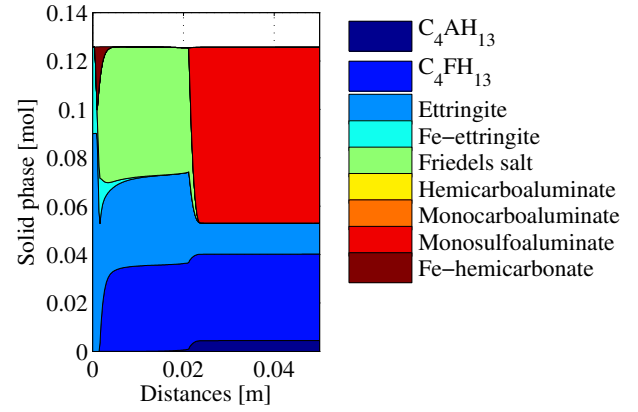 0.14
0.12
0.1
0.08
0.06
0.04
0.02
0
Solid phase [mol]
0
0.02
0.04
Distances [m]
C₄AH₁₃
C₄FH₁₃
Ettringite
Fe−ettringite
Friedels salt
Hemicarboaluminate
Monocarboaluminate
Monosulfoaluminate
Fe−hemicarbonate